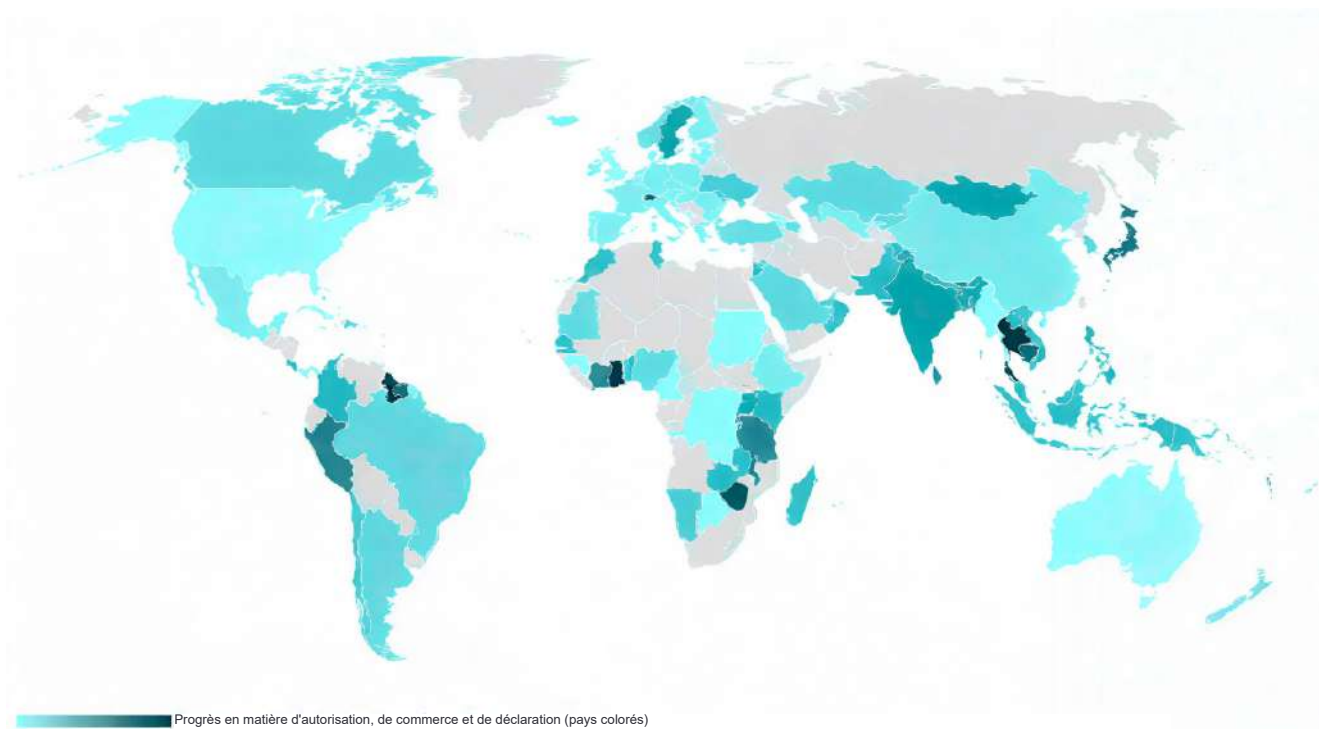 Progrès en matière d'autorisation, de commerce et de déclaration (pays colorés)